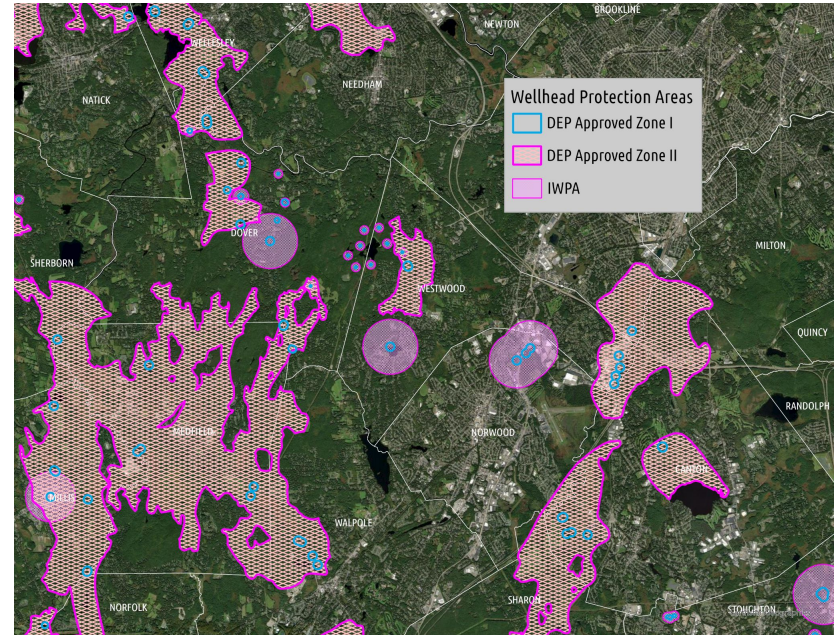 BROOKLINE
NEWTON
WELLESLEY
NEEDHAM
NATICK
Wellhead Protection Areas
DEP Approved Zone I
DEP Approved Zone II
IWPA
DOVER
MILTON
SHERBORN
WESTWOOD
QUINCY
RANDOLPH
MEDFIELD
NORWOOD
CANTON
MILLIS
WALPOLE
SHARON
NORFOLK
STOUGHTON